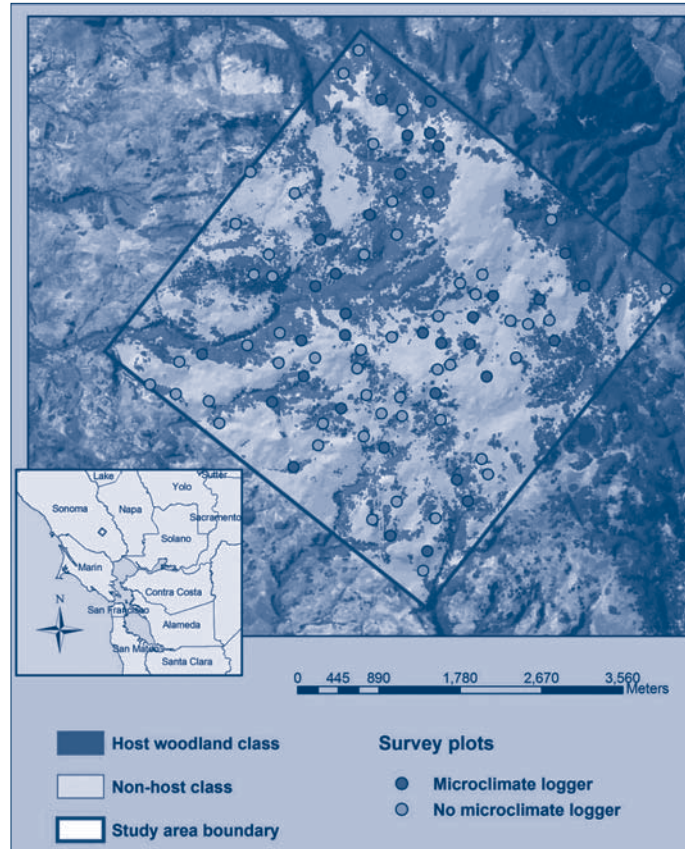 Lake
Sutter
Yolo
Sonoma
Napa
Sacramento
Solano
Marin
Contra Costa
N
San Francisco
Alameda
San Mateo
Santa Clara
0 445 890 1,780 2,670 3,560
Meters
Host woodland class
Non-host class
Study area boundary
Survey plots
Microclimate logger
No microclimate logger